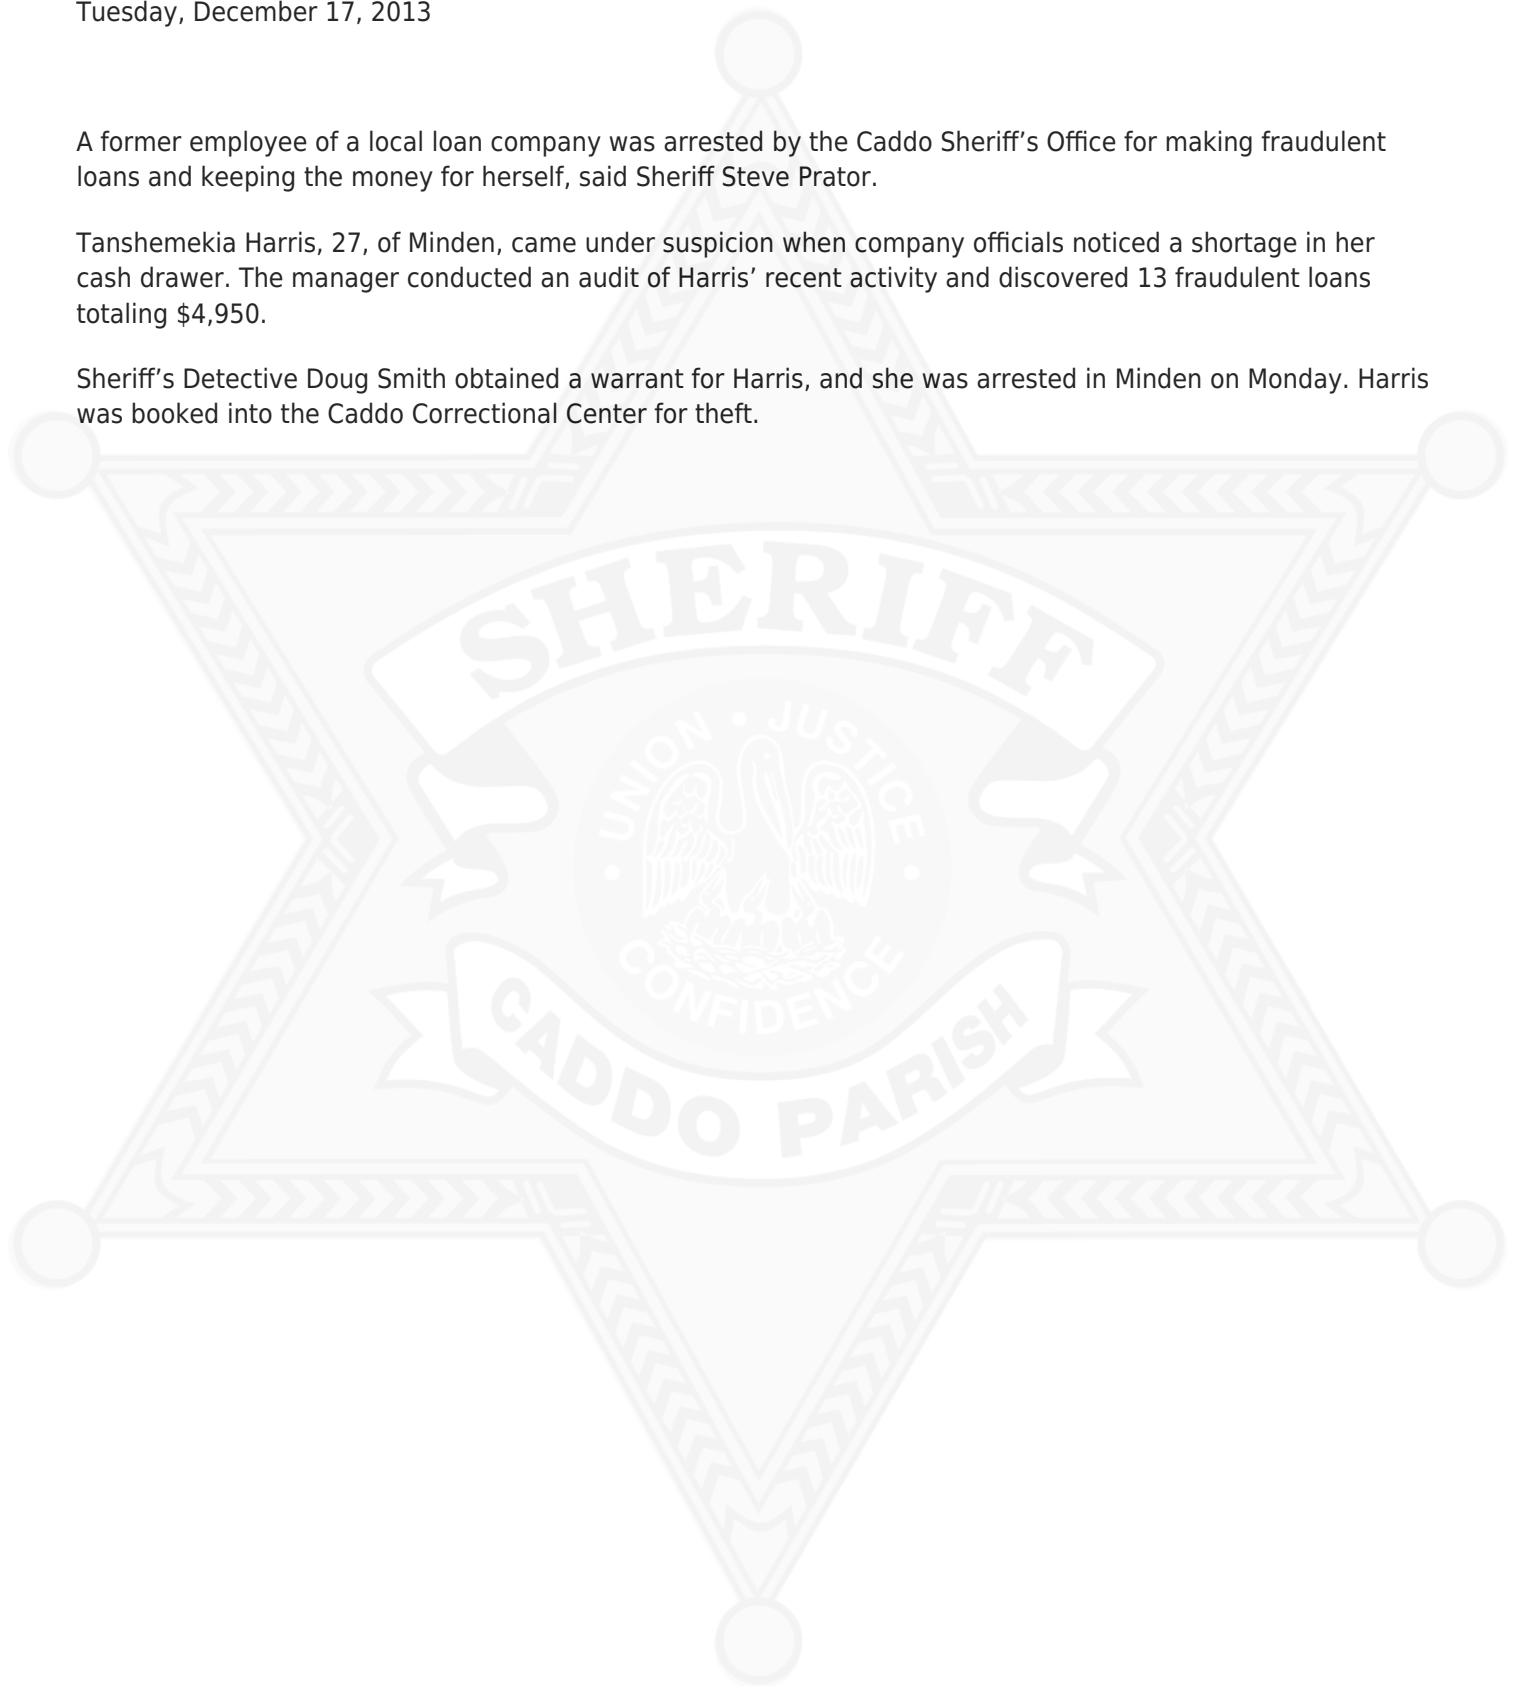 Tuesday, December 17, 2013
A former employee of a local loan company was arrested by the Caddo Sheriff’s Office for making fraudulent
loans and keeping the money for herself, said Sheriff Steve Prator.
Tanshemekia Harris, 27, of Minden, came under suspicion when company officials noticed a shortage in her
cash drawer. The manager conducted an audit of Harris’ recent activity and discovered 13 fraudulent loans
totaling $4,950.
Sheriff’s Detective Doug Smith obtained a warrant for Harris, and she was arrested in Minden on Monday. Harris
was booked into the Caddo Correctional Center for theft.
SHERIFF
UNION • JUSTICE
• CONFIDENCE •
CADDO PARISH